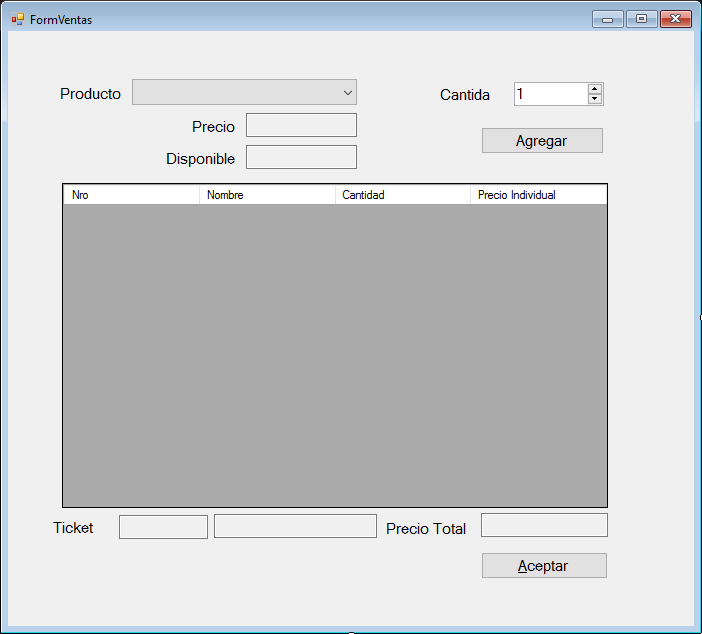 FormVentas
Producto
Cantida
1
Precio
Agregar
Disponible
Nro Nombre Cantidad Precio Individual
Ticket Precio Total
Aceptar